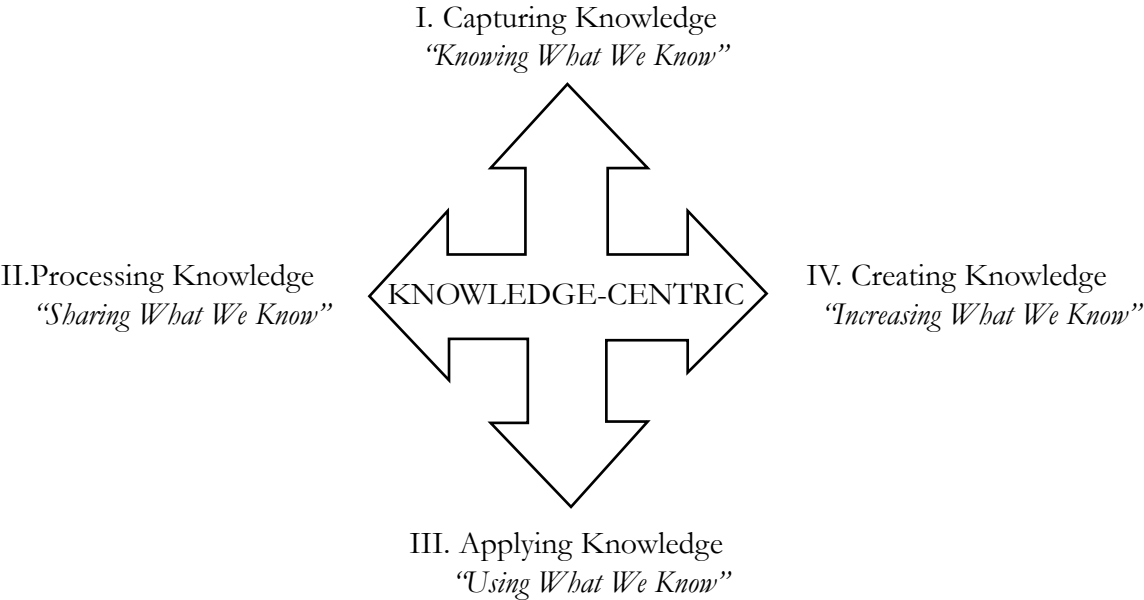 I. Capturing Knowledge
“Knowing What We Know”
II.Processing Knowledge
“Sharing What We Know”
KNOWLEDGE-CENTRIC
IV. Creating Knowledge
“Increasing What We Know”
III. Applying Knowledge
“Using What We Know”